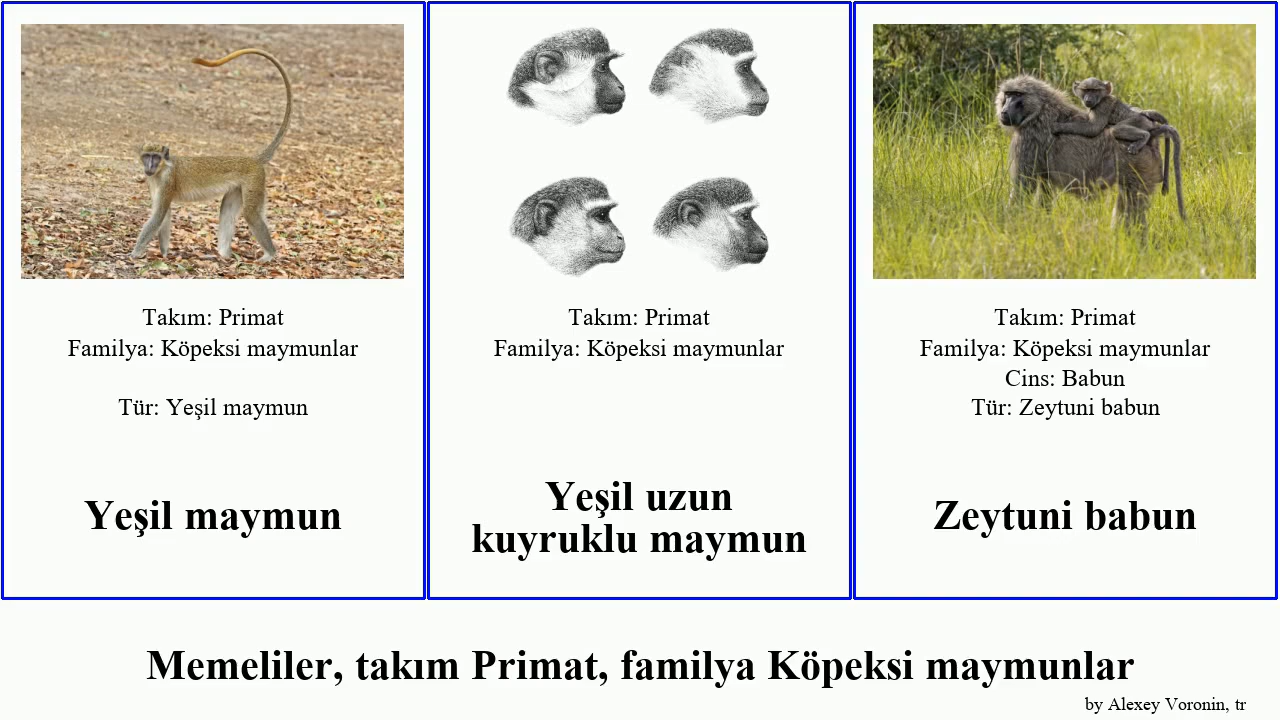 Takım: Primat
Familya: Köpeksi maymunlar
Tür: Yeşil maymun
Yeşil maymun
Takım: Primat
Familya: Köpeksi maymunlar
Yeşil uzun
kuyruklu maymun
Takım: Primat
Familya: Köpeksi maymunlar
Cins: Babun
Tür: Zeytuni babun
Zeytuni babun
Memeliler, takım Primat, familya Köpeksi maymunlar
by Alexey Voronin, tr